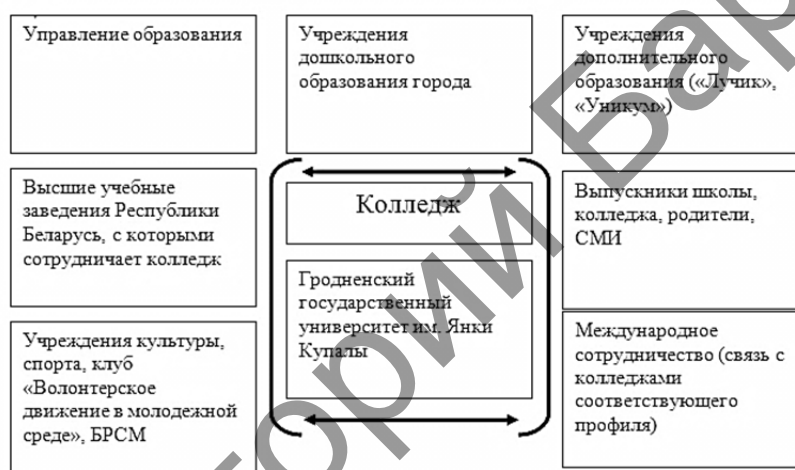 Управление образования
Учреждения
дошкольного
образования города
Учреждения
дополнительного
образования («Лучик»,
«Уникум»)
Высшие учебные
заведения Республики
Беларусь, с которыми
сотрудничает колледж
Колледж
Выпускники школы,
колледжа, родители,
СМИ
Гродненский
государственный
университет им. Янки
Купалы
Учреждения культуры,
спорта, клуб
«Волонтерское
движение в молодежной
среде», БРСМ
Международное
сотрудничество (связь с
колледжами
соответствующего
профиля)